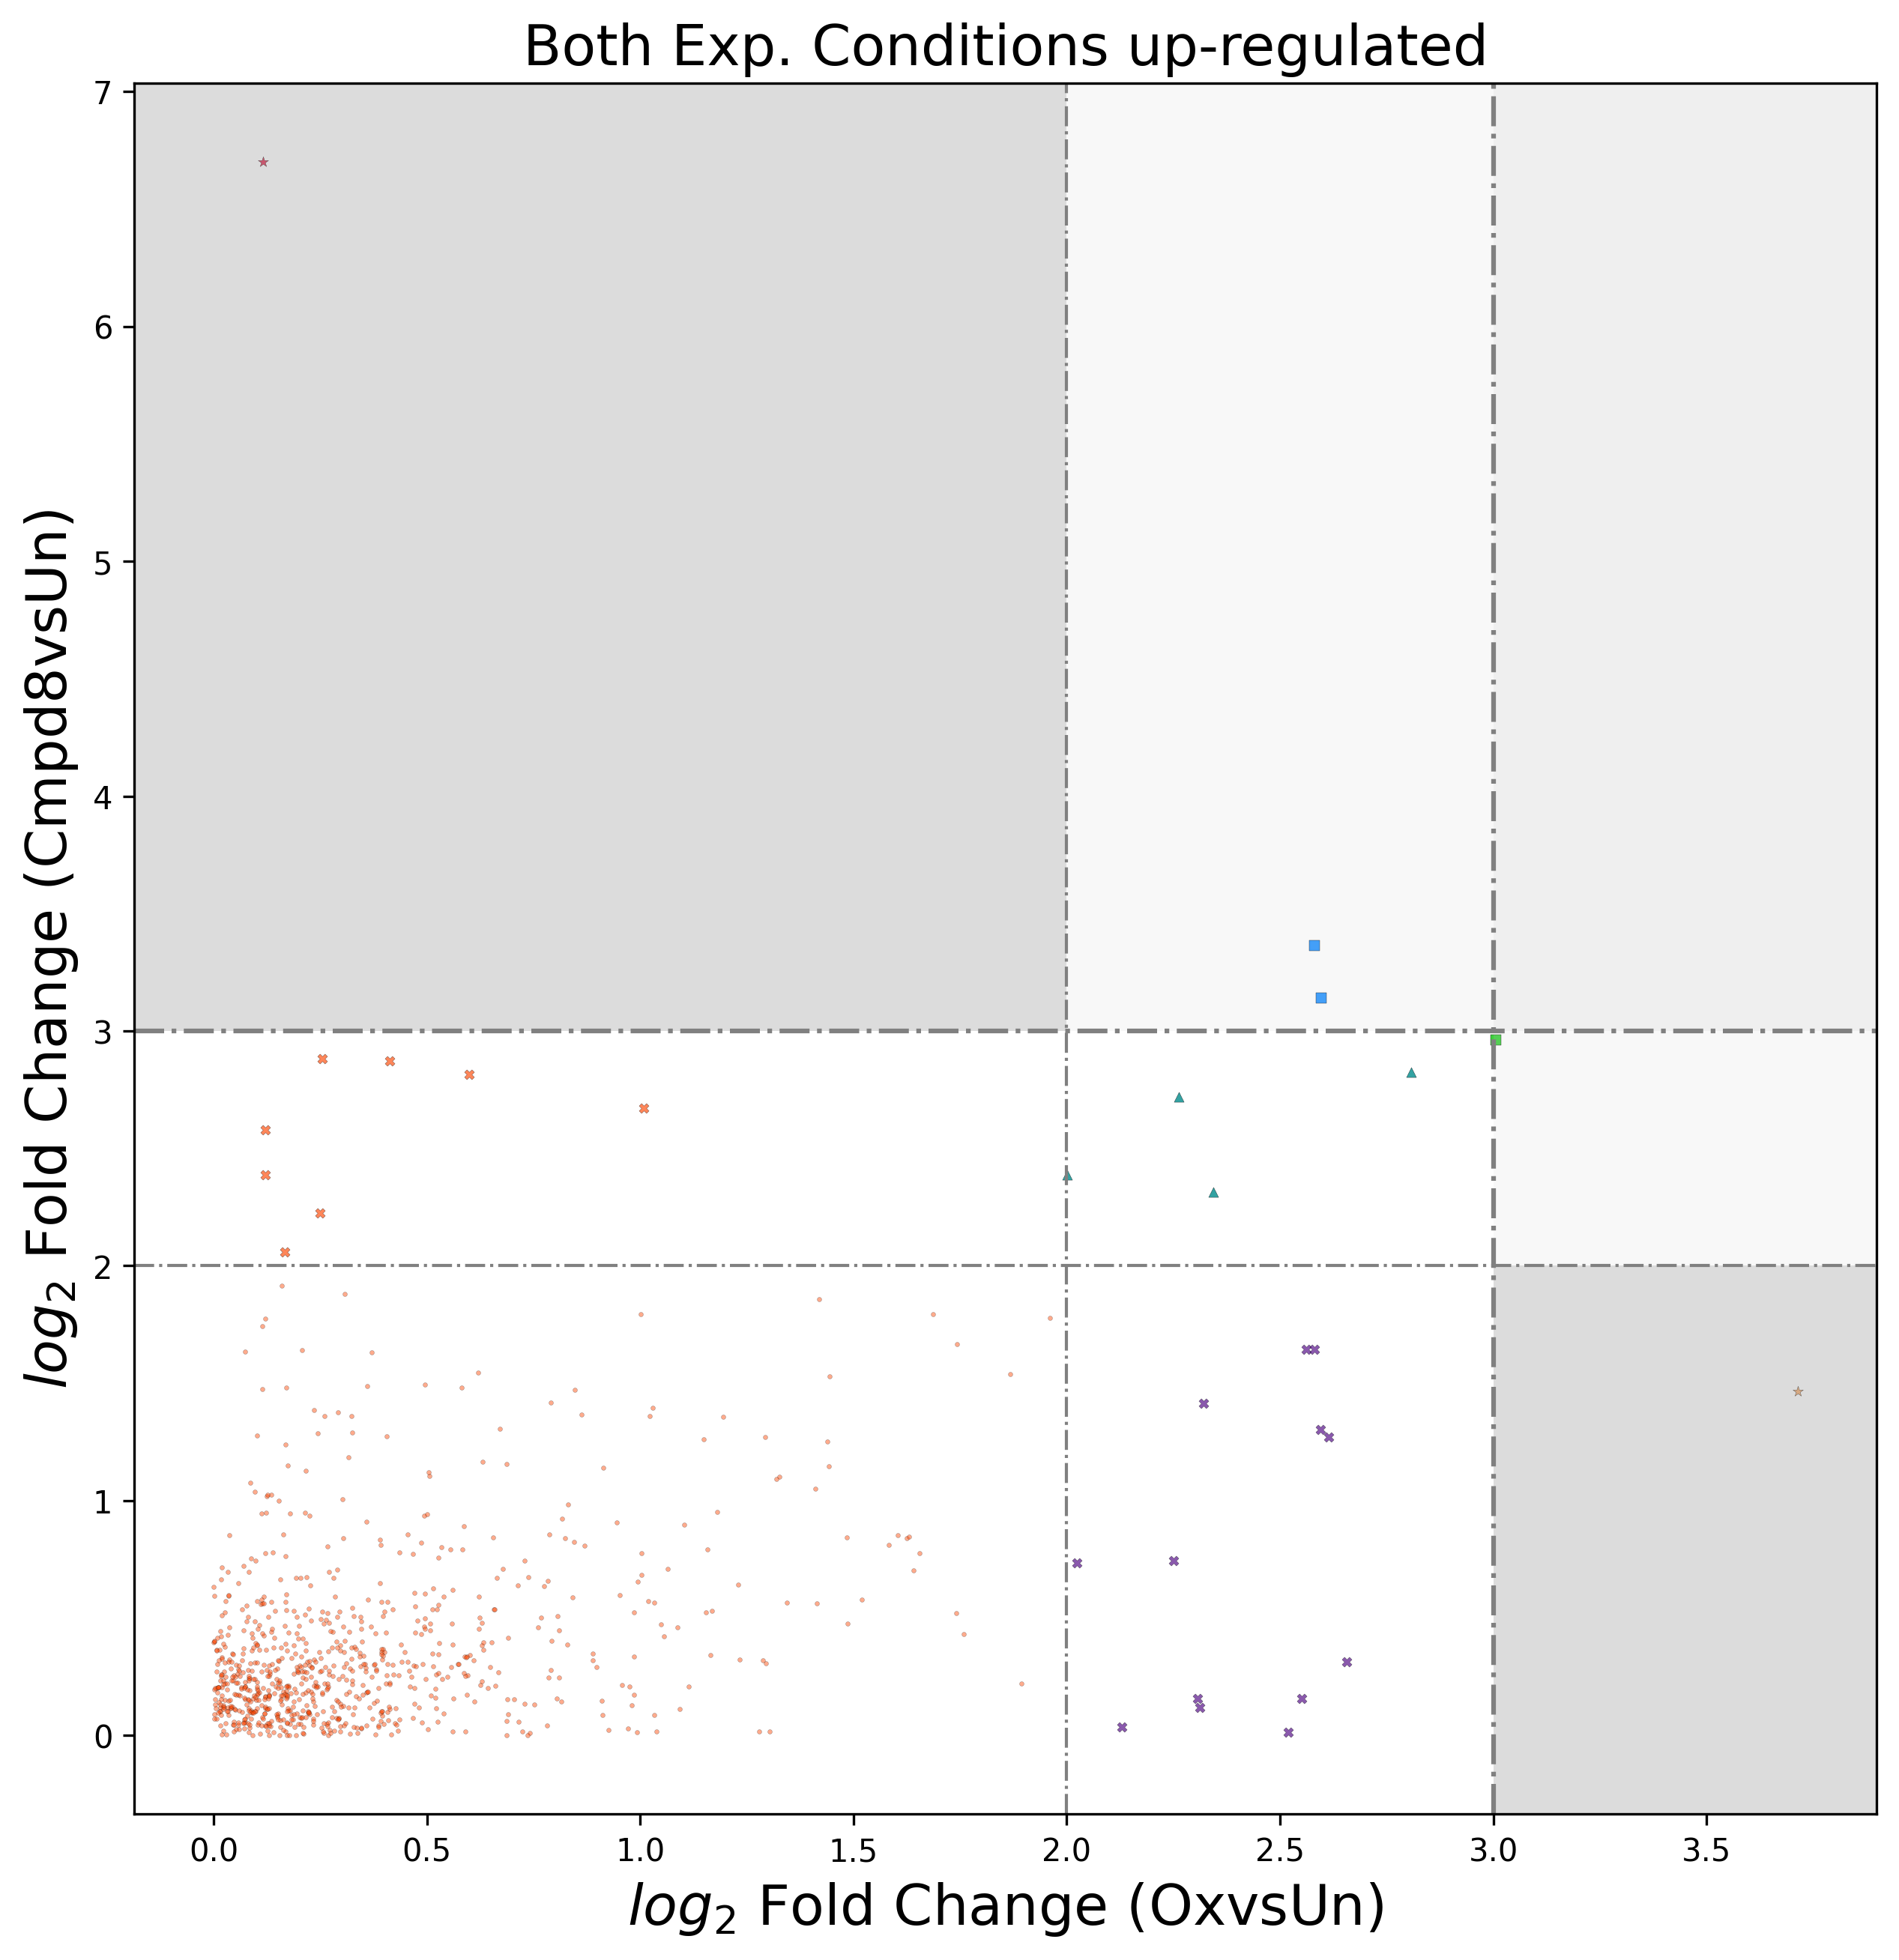 Both Exp. Conditions up-regulated
log2 Fold Change (Cmpd8vsUn)
7
6
5
4
3
2
1
0
0.0 0.5 1.0 1.5 2.0 2.5 3.0 3.5
log2 Fold Change (OxvsUn)